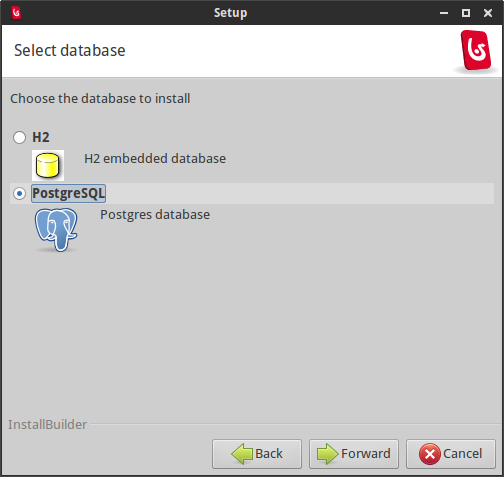 Setup
Select database
Choose the database to install
H2
H2 embedded database
PostgreSQL
Postgres database
InstallBuilder
Back
Forward
Cancel